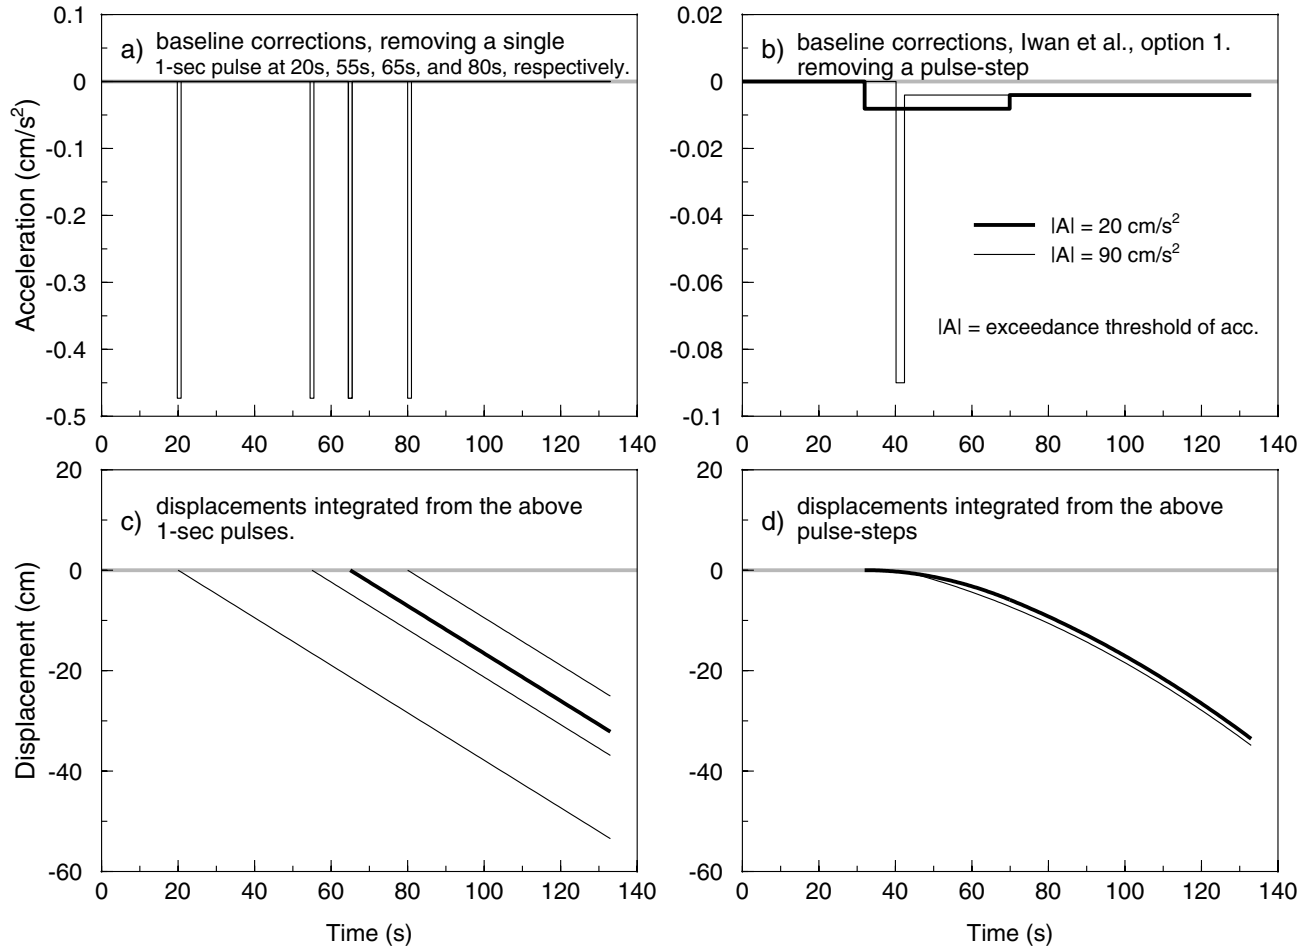 a) baseline corrections, removing a single
1-sec pulse at 20s, 55s, 65s, and 80s, respectively.
Acceleration (cm/s2)
0.1
0
-0.1
-0.2
-0.3
-0.4
-0.5
0 20 40 60 80 100 120 140
b) baseline corrections, Iwan et al., option 1.
removing a pulse-step
|A| = 20 cm/s2
|A| = 90 cm/s2
|A| = exceedance threshold of acc.
0.02
0
-0.02
-0.04
-0.06
-0.08
-0.1
0 20 40 60 80 100 120 140
c) displacements integrated from the above
1-sec pulses.
Displacement (cm)
20
0
-20
-40
-60
0 20 40 60 80 100 120 140
Time (s)
d) displacements integrated from the above
pulse-steps
20
0
-20
-40
-60
0 20 40 60 80 100 120 140
Time (s)